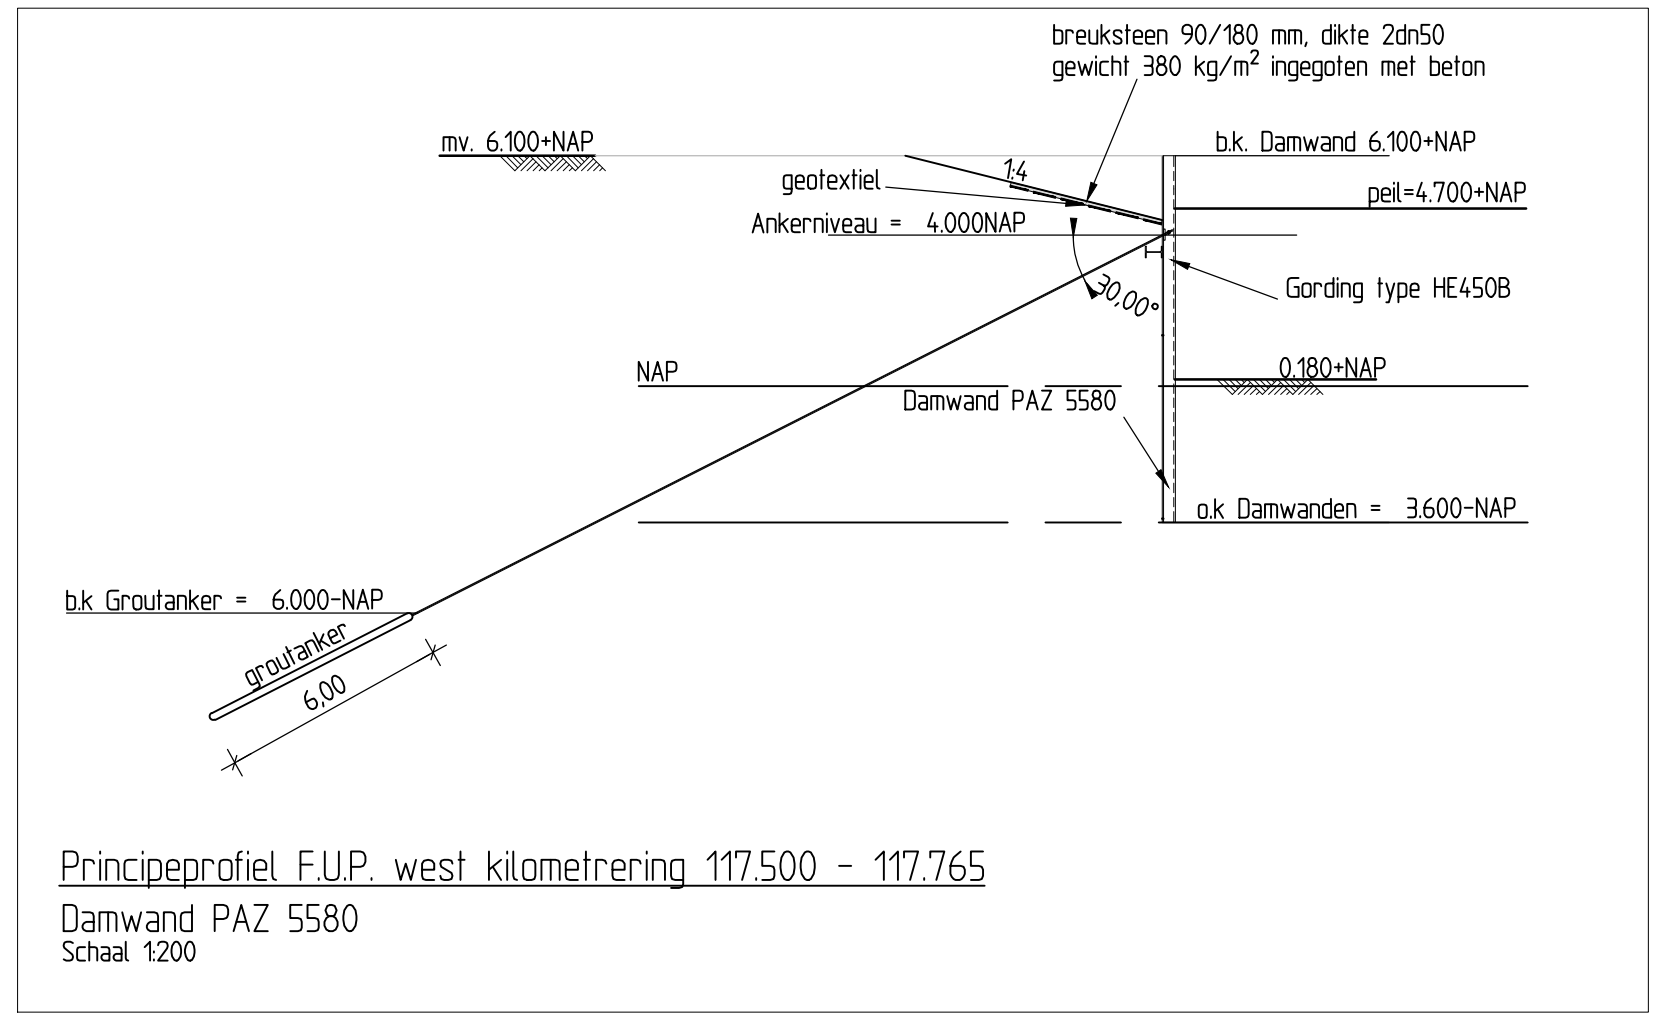 breuksteen 90/180 mm, dikte 2dn50
gewicht 380 kg/m² ingegoten met beton
mv. 6.100+NAP
b.k. Damwand 6.100+NAP
1:4
geotextiel
peil=4.700+NAP
Ankerniveau = 4.000NAP
30,00°
Gording type HE450B
NAP
0.180+NAP
Damwand PAZ 5580
o.k Damwanden = 3.600-NAP
b.k Groutanker = 6.000-NAP
groutanker
6,00
Principeprofiel F.U.P. west kilometrering 117.500 - 117.765
Damwand PAZ 5580
Schaal 1:200